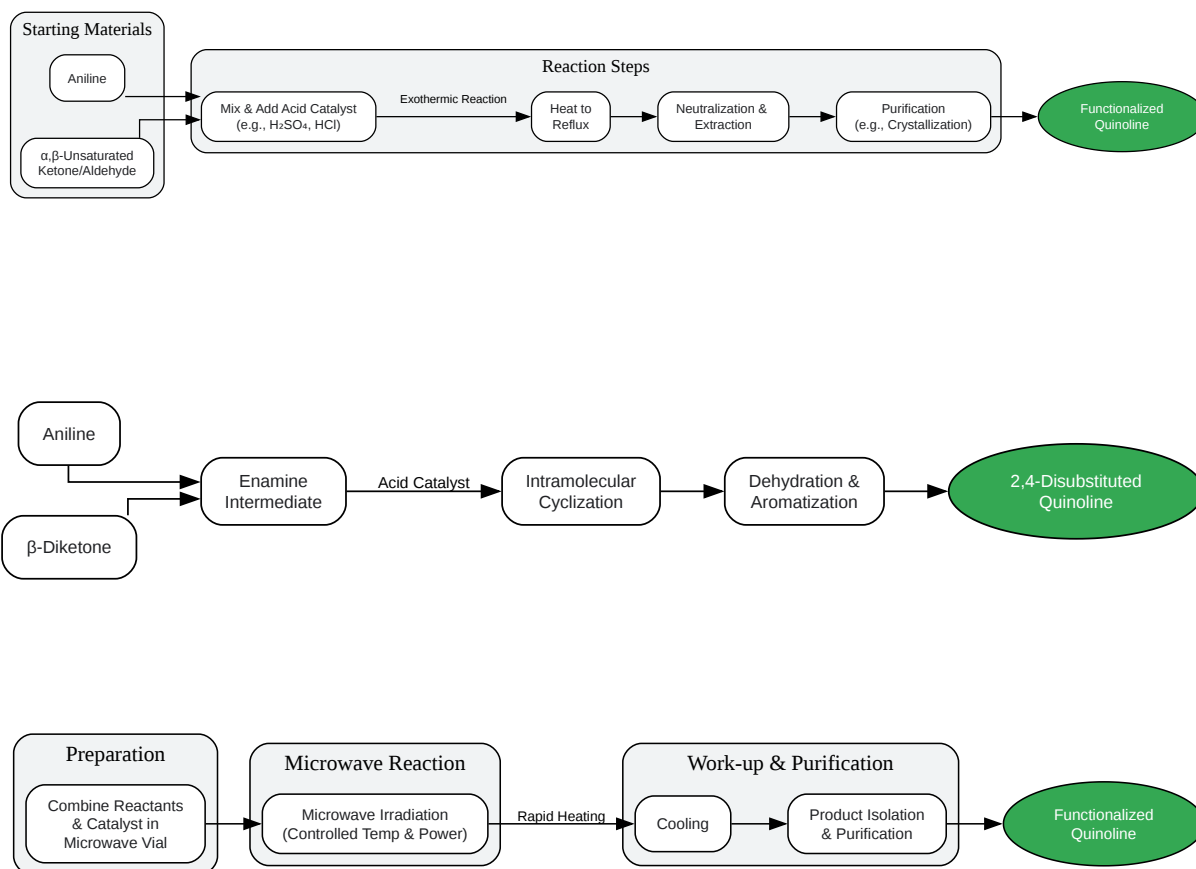 Starting Materials
Aniline
α,β-Unsaturated
Ketone/Aldehyde
Reaction Steps
Mix & Add Acid Catalyst
(e.g., H₂SO₄, HCl)
Exothermic Reaction
Heat to
Reflux
Neutralization &
Extraction
Purification
(e.g., Crystallization)
Functionalized
Quinoline
Aniline
β-Diketone
Enamine
Intermediate
Acid Catalyst
Intramolecular
Cyclization
Dehydration &
Aromatization
2,4-Disubstituted
Quinoline
Preparation
Combine Reactants
& Catalyst in
Microwave Vial
Microwave Reaction
Microwave Irradiation
(Controlled Temp & Power)
Rapid Heating
Work-up & Purification
Cooling
Product Isolation
& Purification
Functionalized
Quinoline